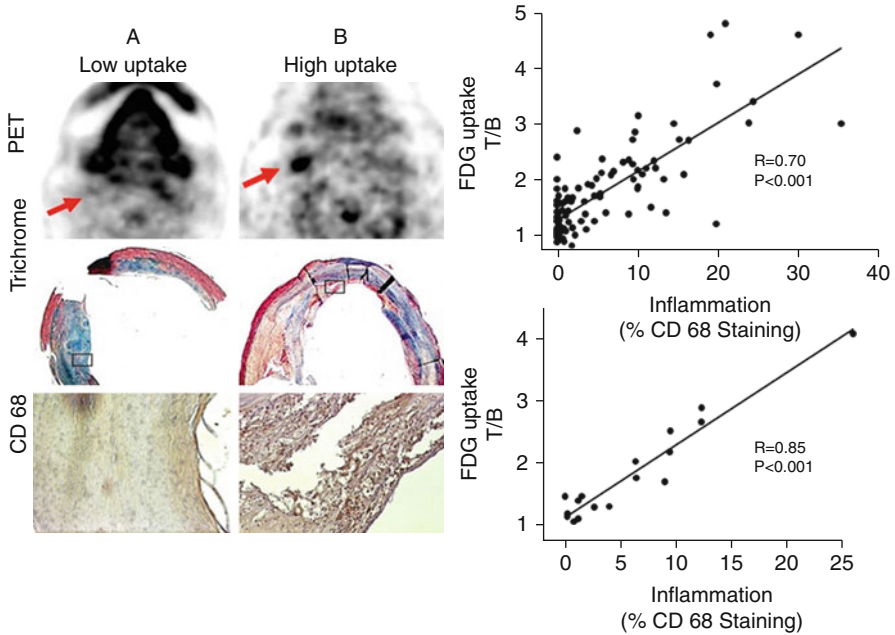 A
Low uptake
B
High uptake
PET
Trichrome
CD 68
5
4
3
2
1
FDG uptake
T/B
R=0.70
P<0.001
0
10
20
30
40
Inflammation
(% CD 68 Staining)
4
3
2
1
FDG uptake
T/B
R=0.85
P<0.001
0
5
10
15
20
25
Inflammation
(% CD 68 Staining)